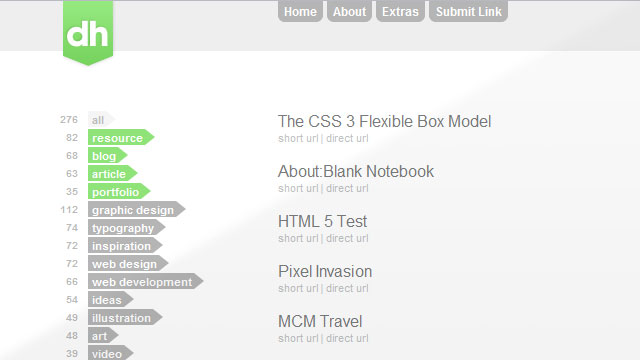 dh
Home About Extras Submit Link
276 all
82 resource
68 blog
63 article
35 portfolio
112 graphic design
74 typography
72 inspiration
72 web design
66 web development
54 ideas
49 illustration
48 art
39 video
The CSS 3 Flexible Box Model
short url | direct url
About:Blank Notebook
short url | direct url
HTML 5 Test
short url | direct url
Pixel Invasion
short url | direct url
MCM Travel
short url | direct url